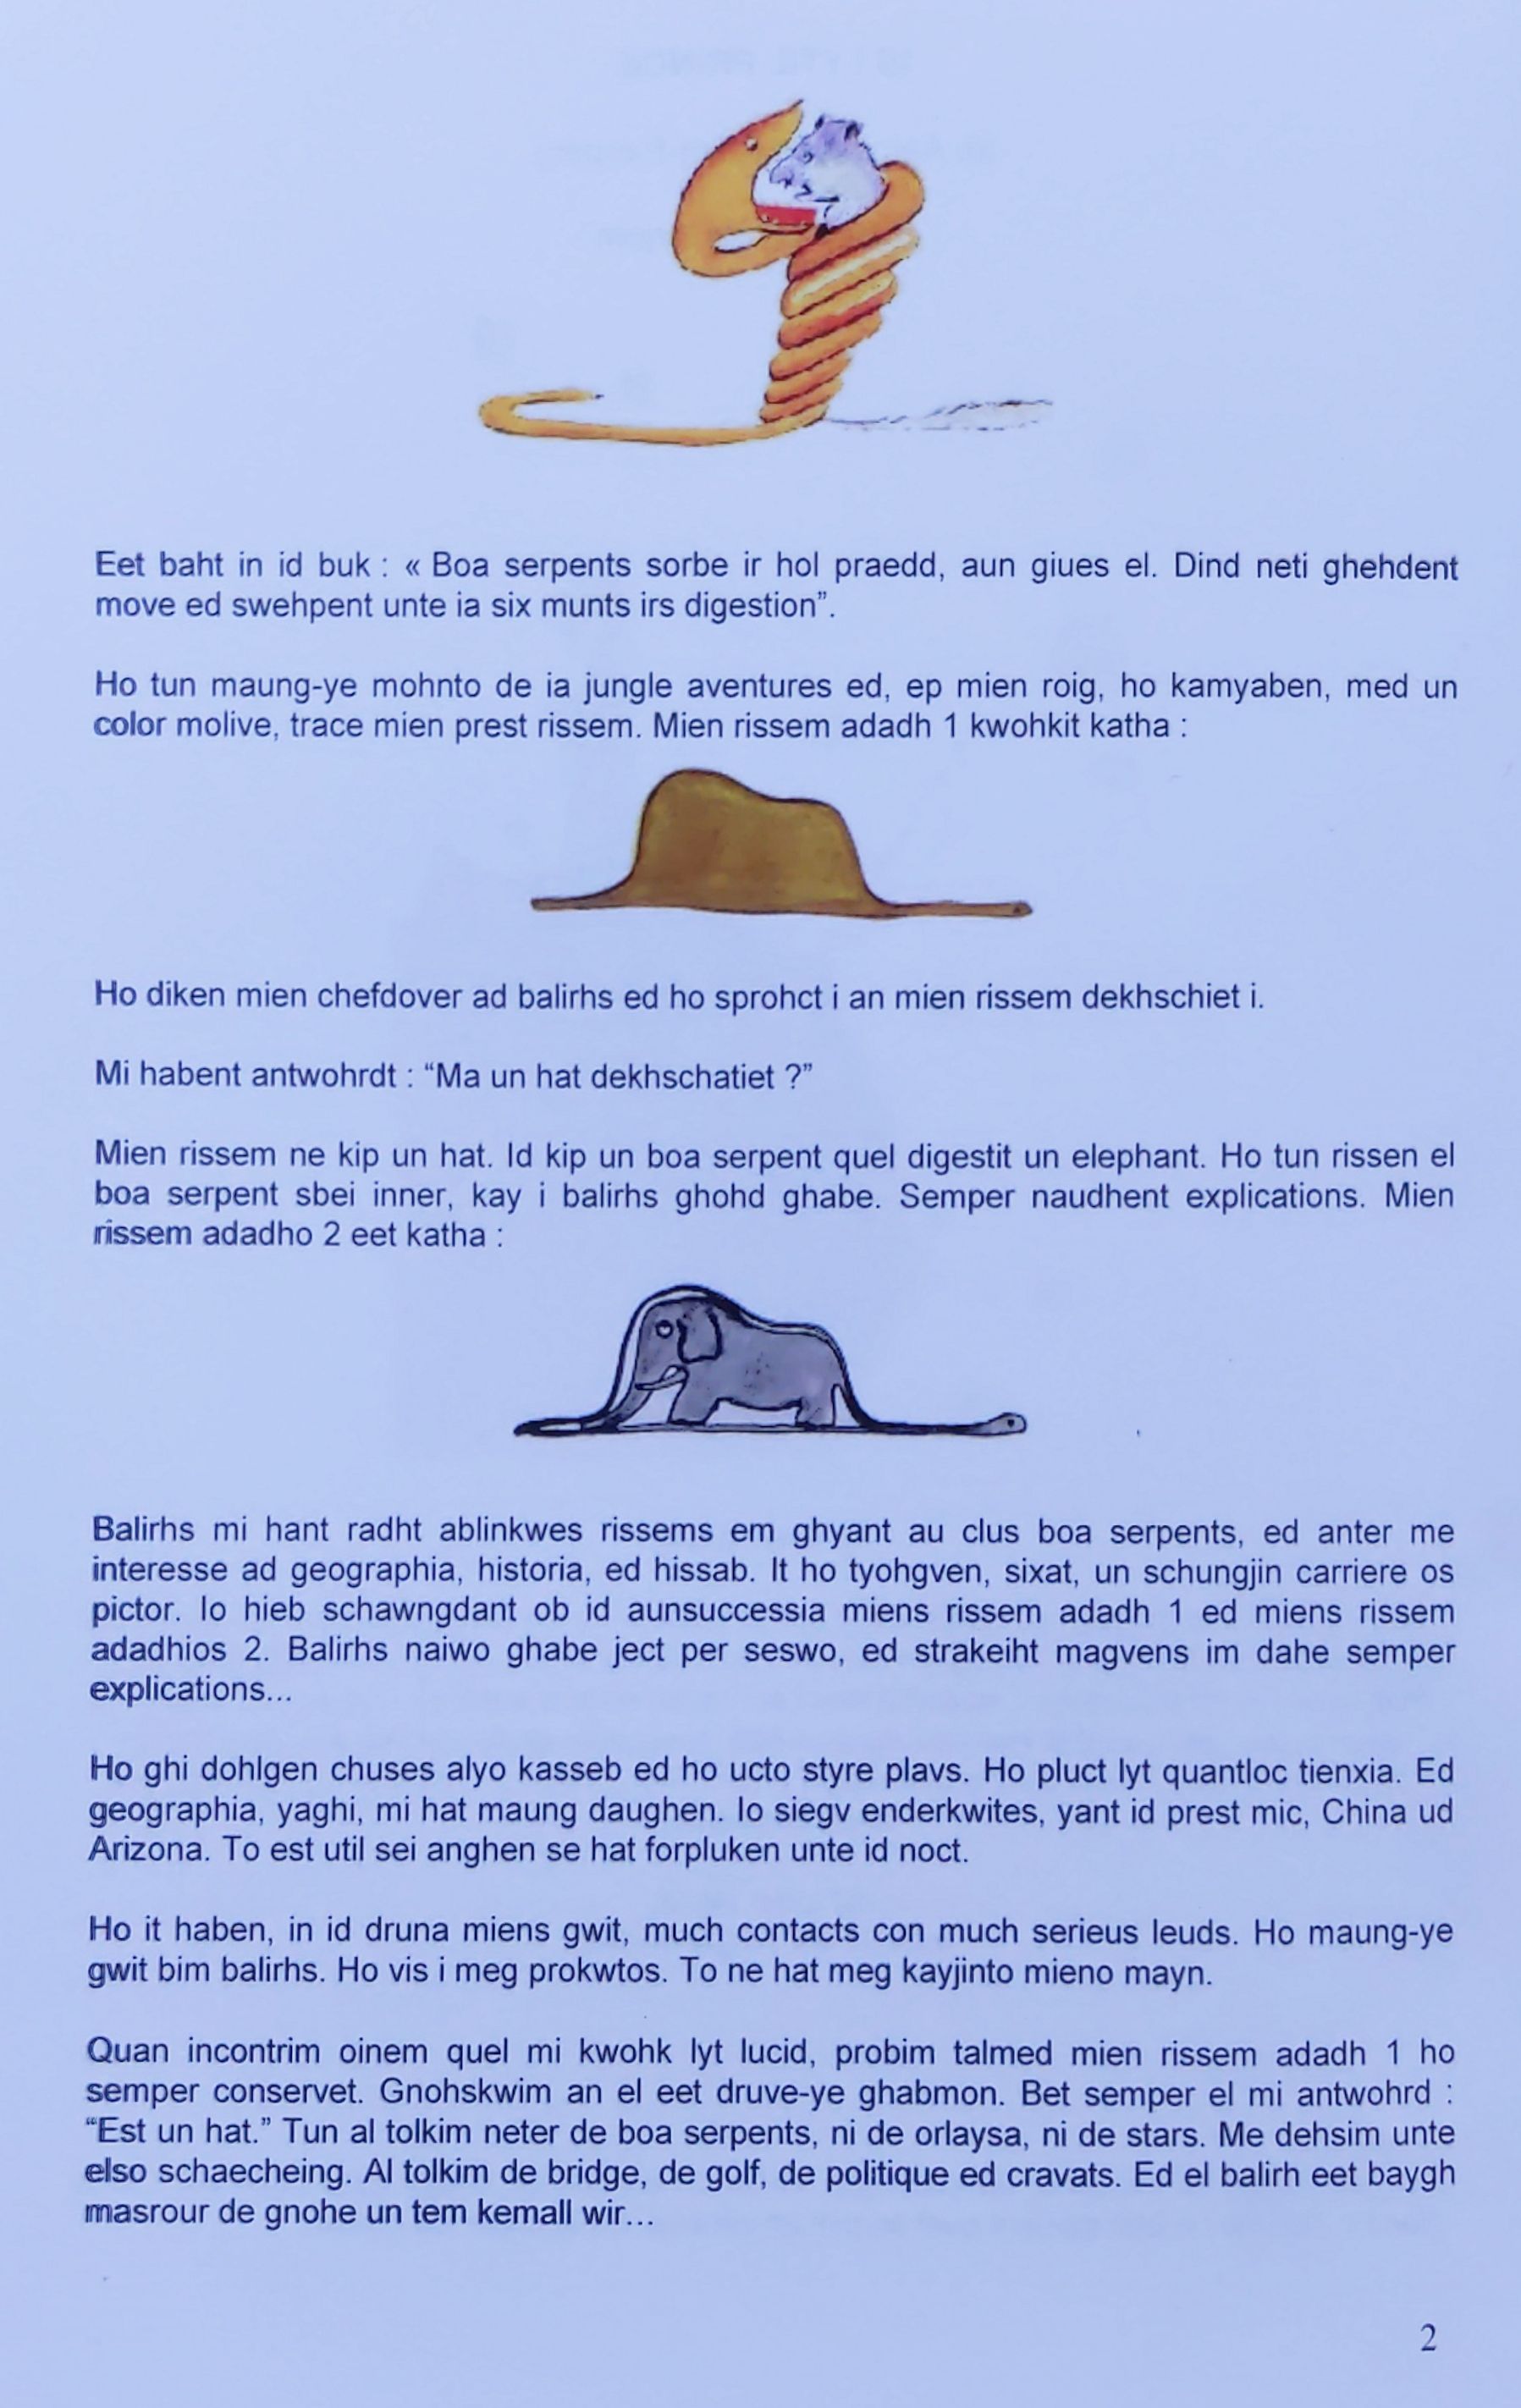 Eet baht in id buk : « Boa serpents sorbe ir hol praedd, aun giues el. Dind neti ghehdent
move ed swehpent unte ia six munts irs digestion”.
Ho tun maung-ye mohnto de ia jungle aventures ed, ep mien roig, ho kamyaben, med un
color molive, trace mien prest rissem. Mien rissem adadh 1 kwohkit katha :
Ho diken mien chefdover ad balirhs ed ho sprohct i an mien rissem dekhschiet i.
Mi habent antwohrdt : “Ma un hat dekhschatiet ?”
Mien rissem ne kip un hat. Id kip un boa serpent quel digestit un elephant. Ho tun rissen el
boa serpent sbei inner, kay i balirhs ghohd ghabe. Semper naudhent explications. Mien
rissem adadho 2 eet katha :
Balirhs mi hant radht ablinkwes rissems em ghyant au clus boa serpents, ed anter me
interesse ad geographia, historia, ed hissab. It ho tyohgven, sixat, un schungjin carriere os
pictor. Io hieb schawngdant ob id aunsuccessia miens rissem adadh 1 ed miens rissem
adadhios 2. Balirhs naiwo ghabe ject per seswo, ed strakeiht magvens im dahe semper
explications...
Ho ghi dohlgen chuses alyo kasseb ed ho ucto styre plavs. Ho pluct lyt quantloc tienxia. Ed
geographia, yaghi, mi hat maung daughen. Io siegv enderkwites, yant id prest mic, China ud
Arizona. To est util sei anghen se hat forpluken unte id noct.
Ho it haben, in id druna miens gwit, much contacts con much serieus leuds. Ho maung-ye
gwit bim balirhs. Ho vis i meg prokwtos. To ne hat meg kayjinto mieno mayn.
Quan incontrim oinem quel mi kwohk lyt lucid, probim talmed mien rissem adadh 1 ho
semper conservet. Gnohskwim an el eet druve-ye ghabmon. Bet semper el mi antwohrd :
“Est un hat.” Tun al tolkim neter de boa serpents, ni de orlaysa, ni de stars. Me dehsim unte
elso schaecheing. Al tolkim de bridge, de golf, de politique ed cravats. Ed el balirh eet baygh
masrour de gnohe un tem kemall wir...
2